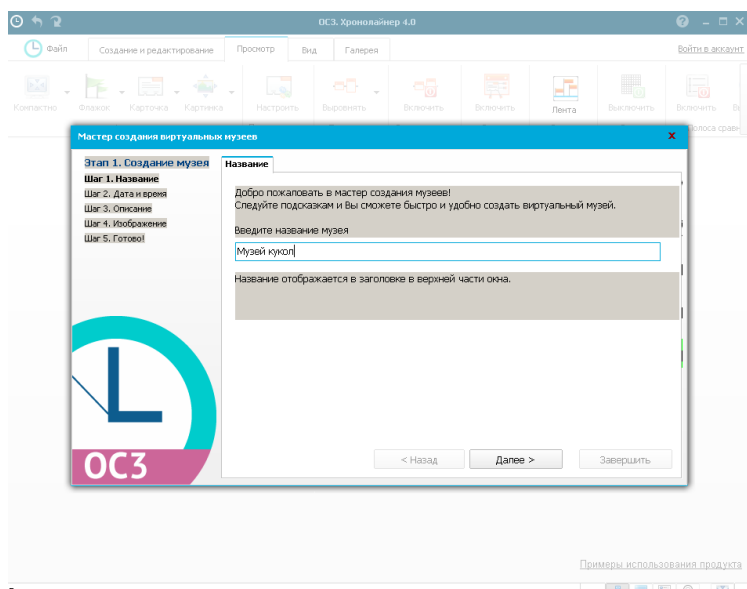 ОС3. Хронолайнер 4.0
Файл
Создание и редактирование
Просмотр
Вид
Галерея
Войти в аккаунт
Компактно
Флажок
Карточка
Картинка
Настроить
Выровнять
Включить
Включить
Лента
Выключить
Включить
Мастер создания виртуальных музеев
x
Этап 1. Создание музея
Шаг 1. Название
Шаг 2. Дата и время
Шаг 3. Описание
Шаг 4. Изображение
Шаг 5. Готово!
Название
Добро пожаловать в мастер создания музеев!
Следуйте подсказкам и Вы сможете быстро и удобно создать виртуальный музей.
Введите название музея
Музей кукол
Название отображается в заголовке в верхней части окна.
ОС3
< Назад
Далее >
Завершить
Примеры использования продукта